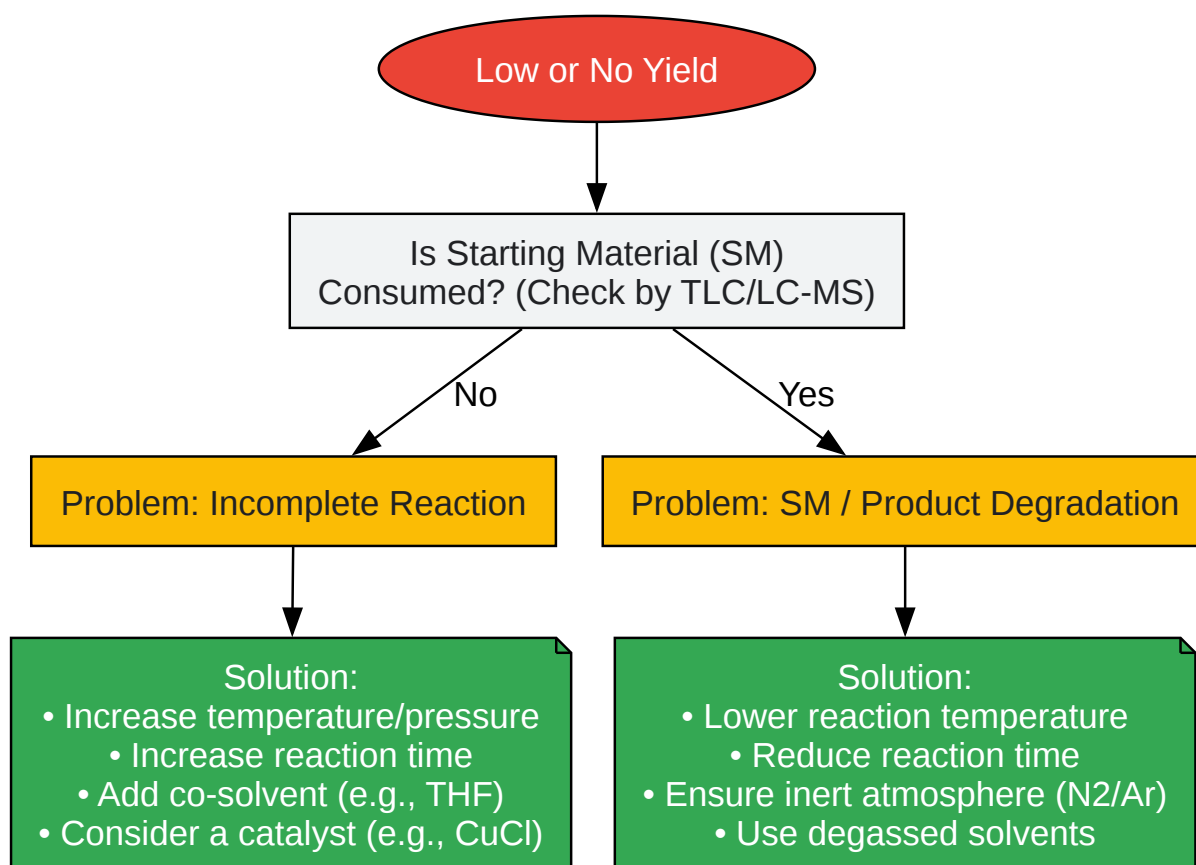 Low or No Yield
Is Starting Material (SM)
Consumed? (Check by TLC/LC-MS)
No
Yes
Problem: Incomplete Reaction
Problem: SM / Product Degradation
Solution:
• Increase temperature/pressure
• Increase reaction time
• Add co-solvent (e.g., THF)
• Consider a catalyst (e.g., CuCl)
Solution:
• Lower reaction temperature
• Reduce reaction time
• Ensure inert atmosphere (N2/Ar)
• Use degassed solvents